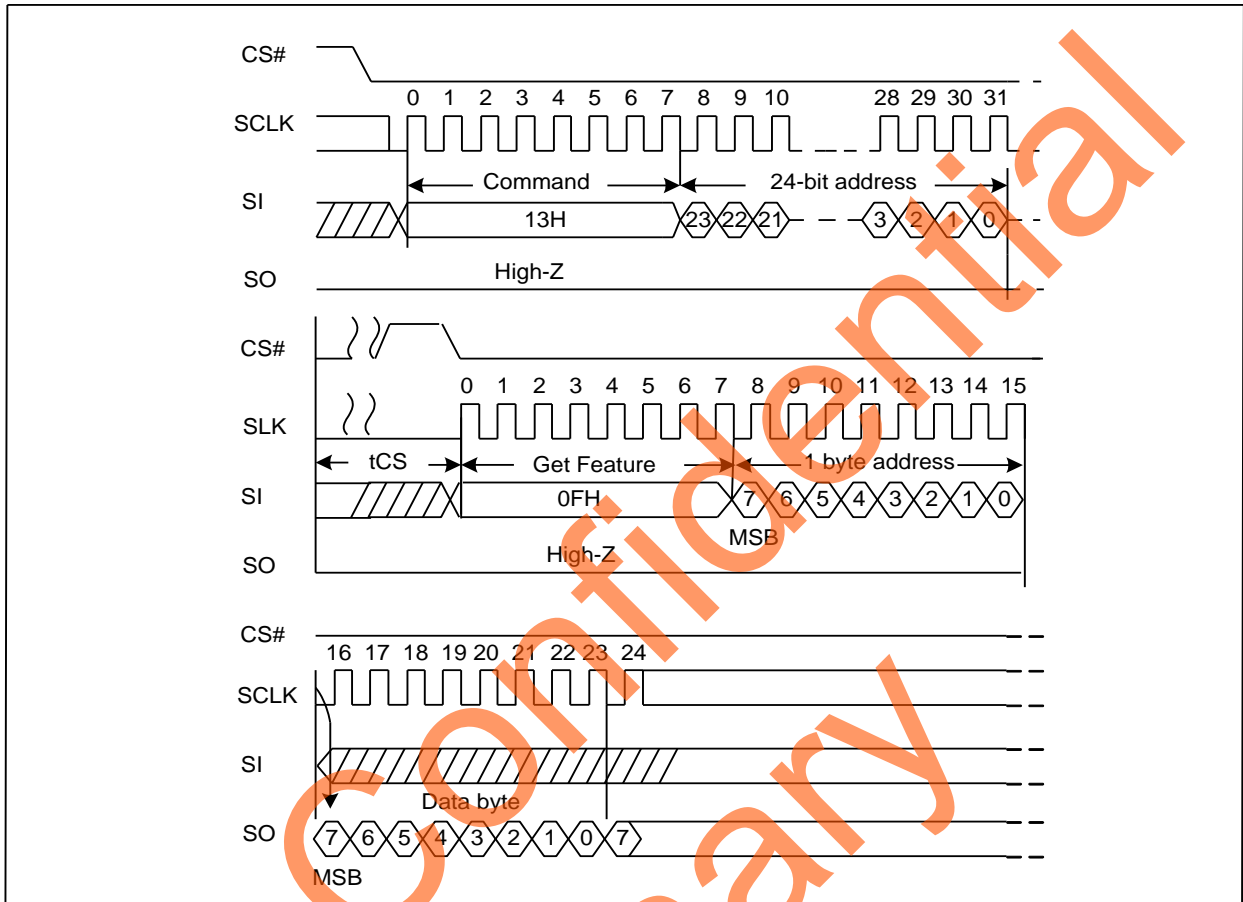 CS#
0 1 2 3 4 5 6 7 8 9 10 28 29 30 31
SCLK
Command 24-bit address
SI
13H 23 22 21 3 2 1 0
High-Z
SO
CS#
0 1 2 3 4 5 6 7 8 9 10 11 12 13 14 15
SLK
tCS Get Feature 1 byte address
SI
0FH 7 6 5 4 3 2 1 0
MSB
High-Z
SO
CS#
16 17 18 19 20 21 22 23 24
SCLK
SI
Data byte
SO 7 6 5 4 3 2 1 0 7
MSB
Confidential